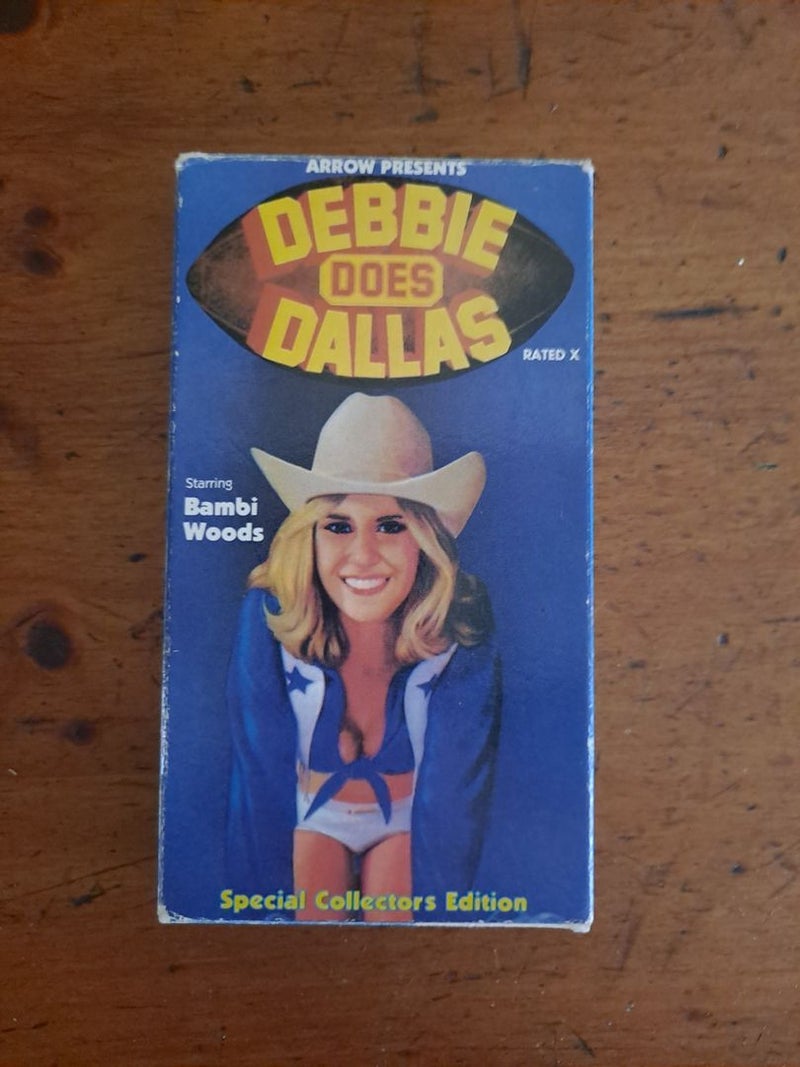 ARROW PRESENTS
DEBBIE
DOES
DALLAS
RATED X
Starring
Bambi
Woods
Special Collectors Edition